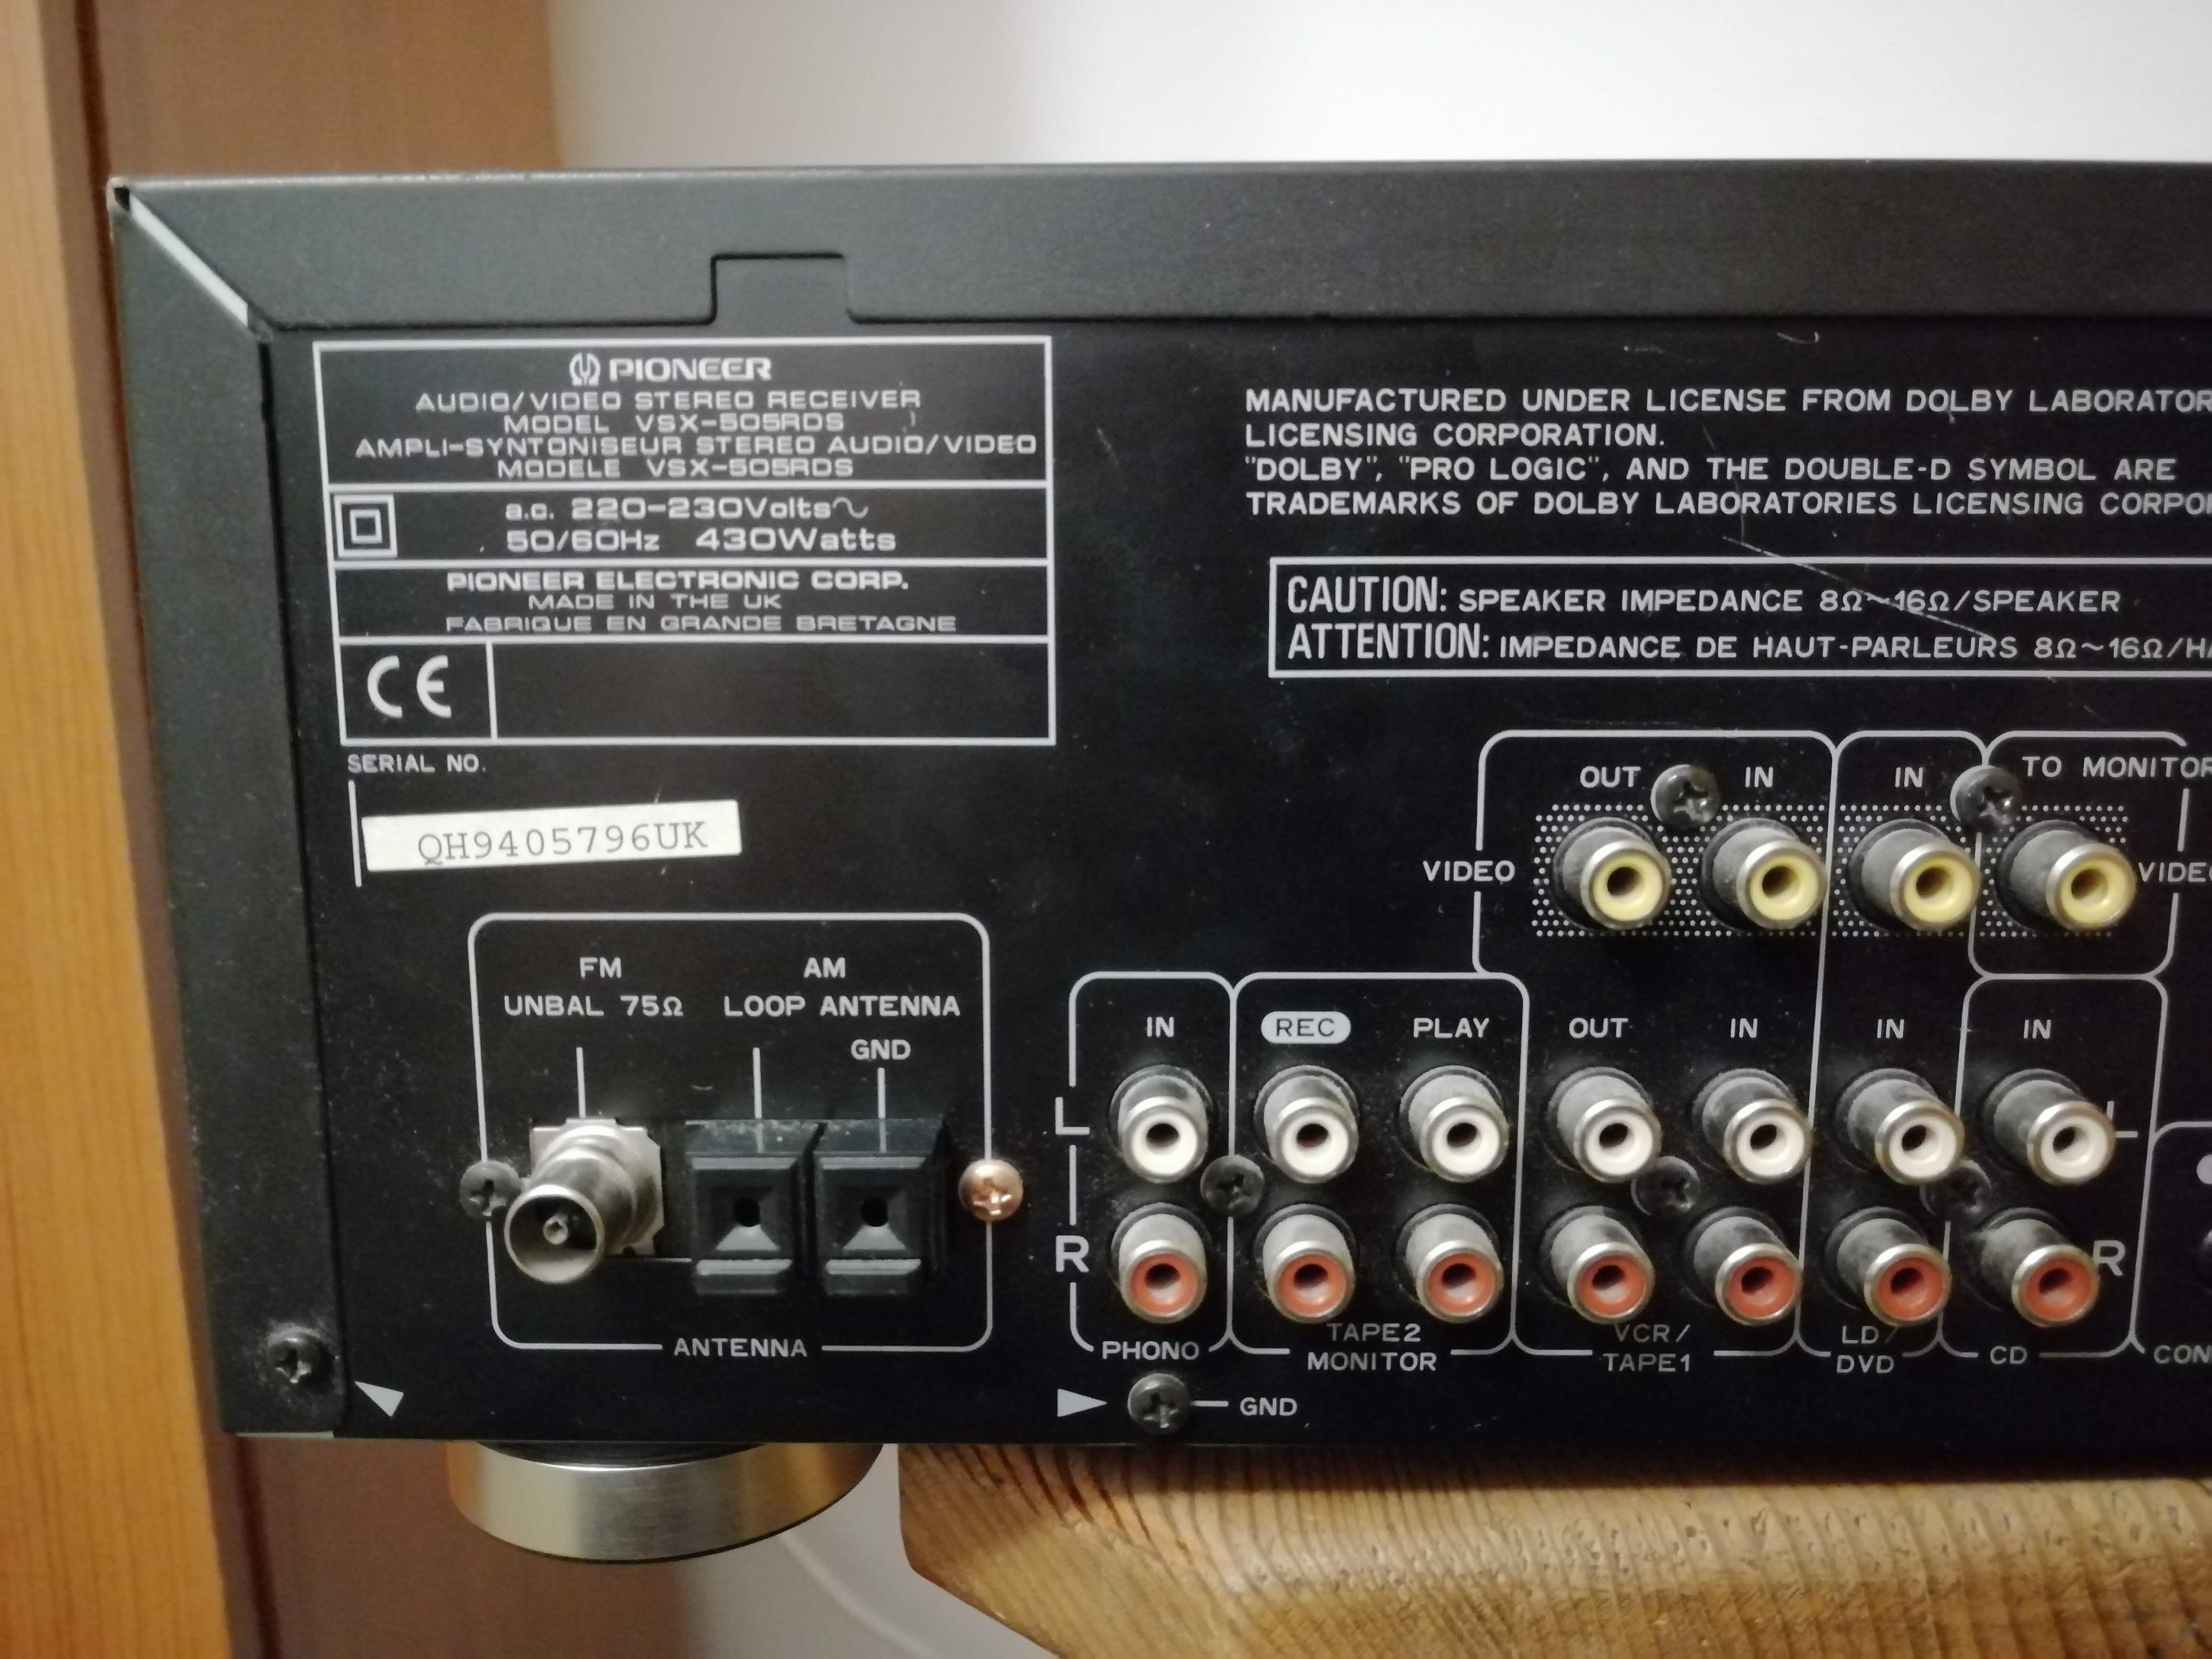 PIONEER
AUDIO/VIDEO STEREO RECEIVER
MODEL VSX-505RDS
AMPLI-SYNTONISEUR STEREO AUDIO/VIDEO
MODELE VSX-505RDS
a.c. 220-230Volts~
50/60Hz 430Watts
PIONEER ELECTRONIC CORP.
MADE IN THE UK
FABRIQUE EN GRANDE BRETAGNE
CE
SERIAL NO.
QH9405796UK
MANUFACTURED UNDER LICENSE FROM DOLBY LABORATOR
LICENSING CORPORATION.
"DOLBY", "PRO LOGIC", AND THE DOUBLE-D SYMBOL ARE
TRADEMARKS OF DOLBY LABORATORIES LICENSING CORPO
CAUTION: SPEAKER IMPEDANCE 8Ω~16Ω/SPEAKER
ATTENTION: IMPEDANCE DE HAUT-PARLEURS 8Ω~16Ω/HA
OUT IN IN TO MONITOR
VIDEO VIDEO
FM AM
UNBAL 75Ω LOOP ANTENNA
GND
ANTENNA
IN REC PLAY OUT IN IN IN
L L
R R
PHONO
TAPE2
MONITOR
VCR/
TAPE1
LD/
DVD
CD
CON
GND